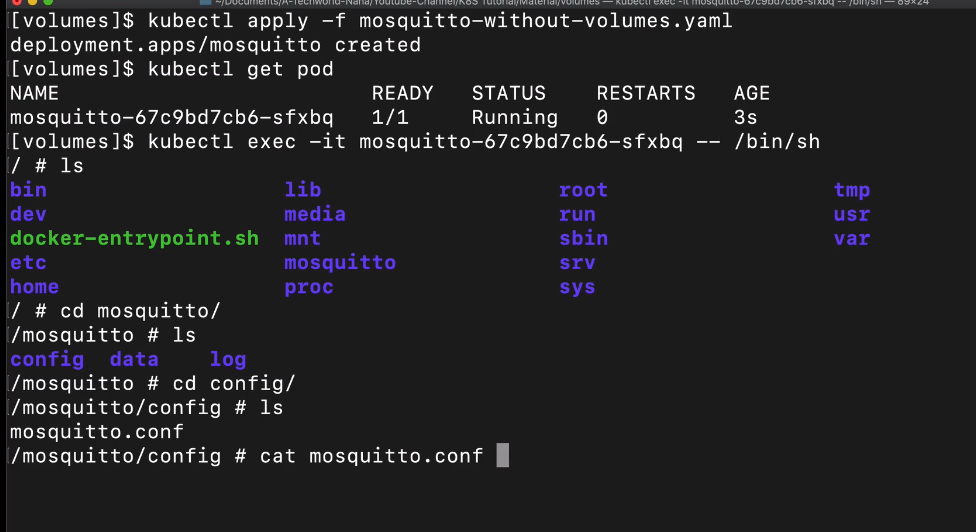 ~/Documents/A-Techworld-Nana/Youtube-Channel/K8S Tutorial/Material/volumes — kubectl exec -it mosquitto-67c9bd7cb6-sfxbq -- /bin/sh — 89×24
[volumes]$ kubectl apply -f mosquitto-without-volumes.yaml
deployment.apps/mosquitto created
[volumes]$ kubectl get pod
NAME READY STATUS RESTARTS AGE
mosquitto-67c9bd7cb6-sfxbq 1/1 Running 0 3s
[volumes]$ kubectl exec -it mosquitto-67c9bd7cb6-sfxbq -- /bin/sh
/ # ls
bin lib root tmp
dev media run usr
docker-entrypoint.sh mnt sbin var
etc mosquitto srv
home proc sys
/ # cd mosquitto/
/mosquitto # ls
config data log
/mosquitto # cd config/
/mosquitto/config # ls
mosquitto.conf
/mosquitto/config # cat mosquitto.conf